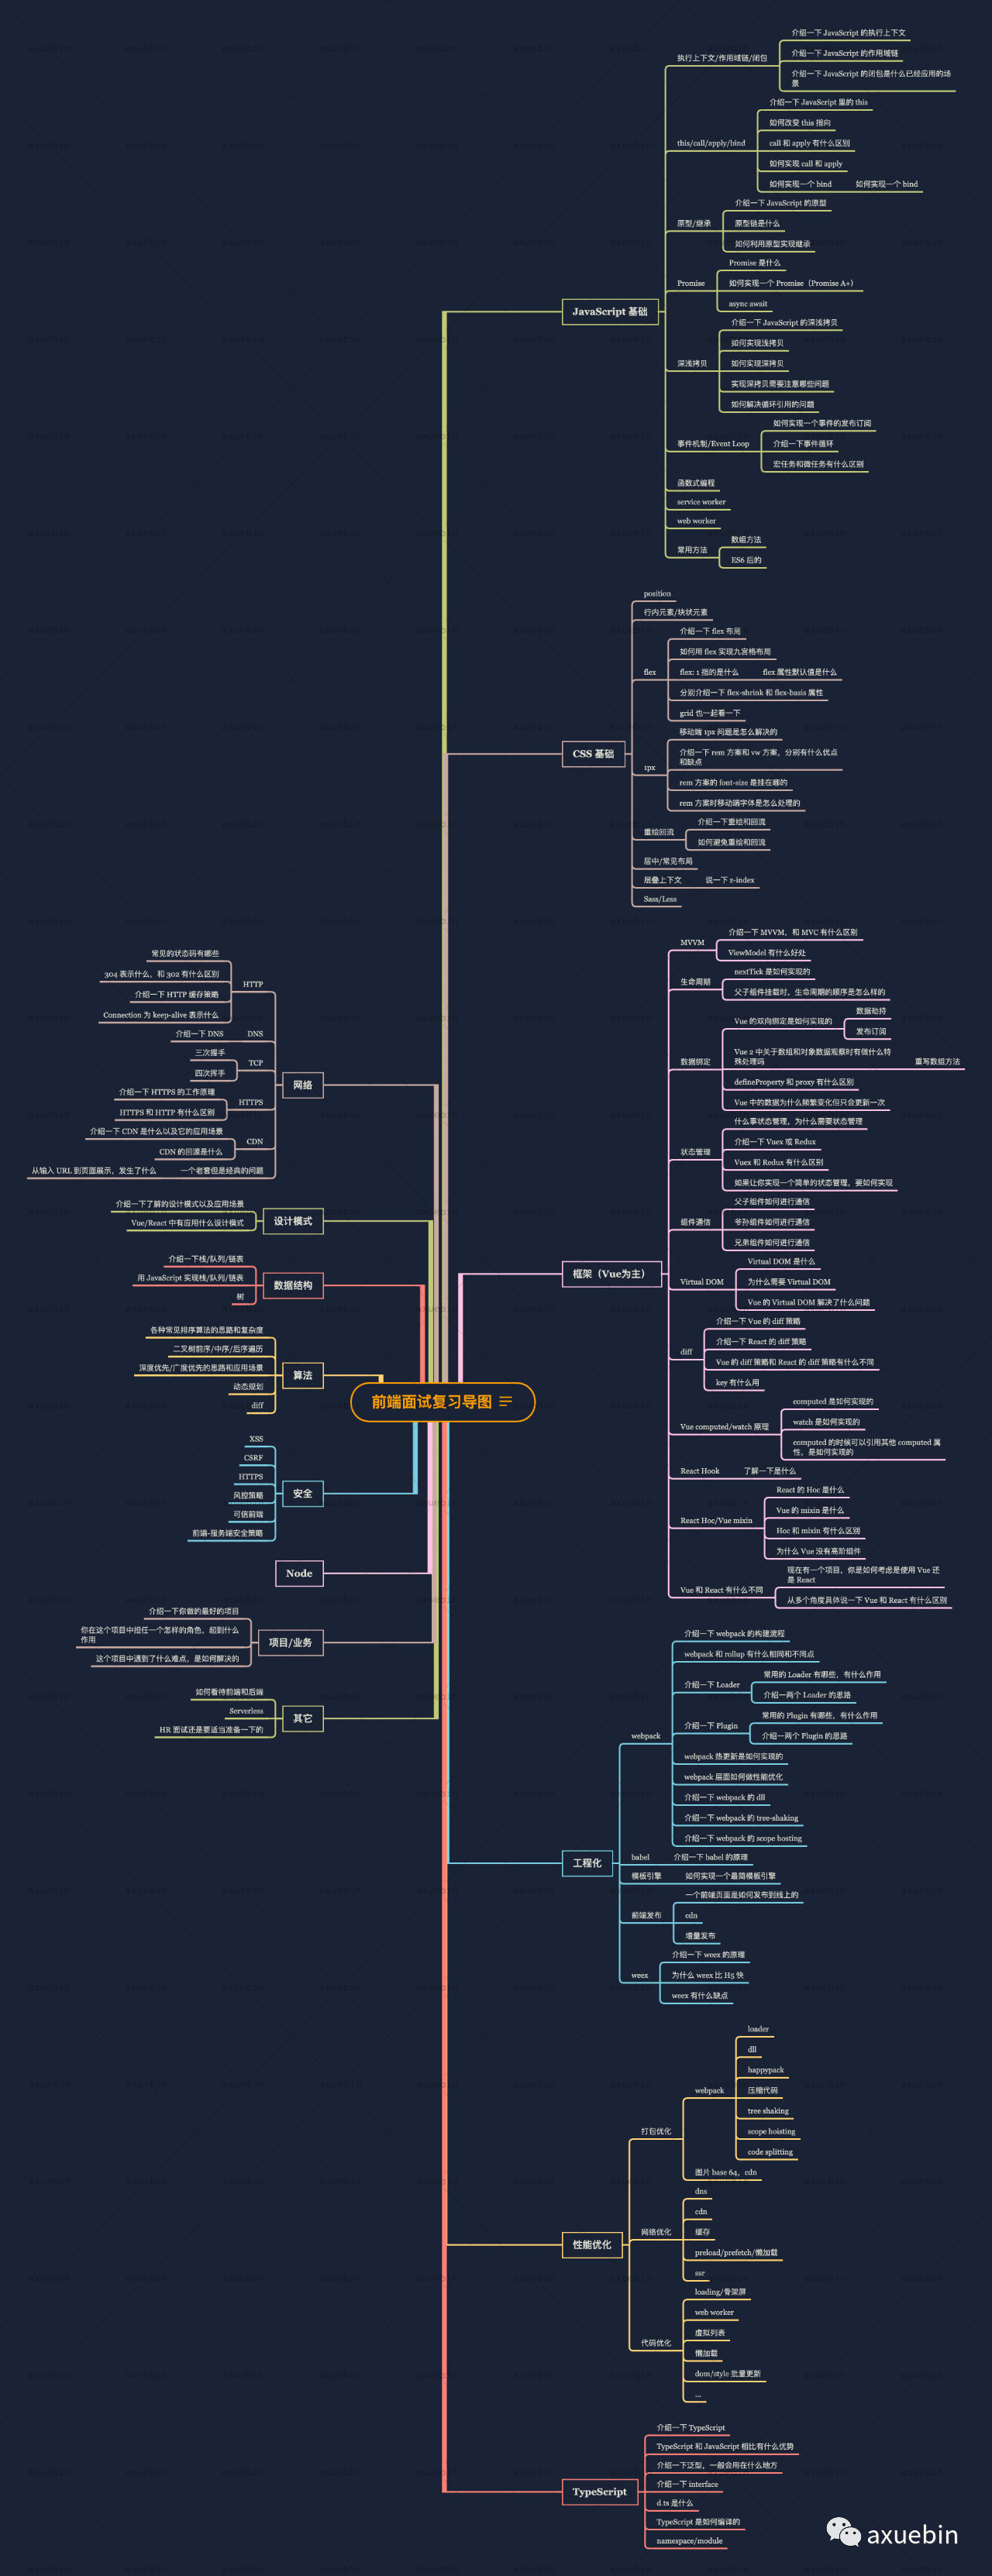 前端面试复习导图
JavaScript 基础
执行上下文/作用域链/闭包
介绍一下 JavaScript 的执行上下文
介绍一下 JavaScript 的作用域链
介绍一下 JavaScript 的闭包是什么已经应用的场
景
this/call/apply/bind
介绍一下 JavaScript 里的 this
如何改变 this 指向
call 和 apply 有什么区别
如何实现 call 和 apply
如何实现一个 bind
如何实现一个 bind
原型/继承
介绍一下 JavaScript 的原型
原型链是什么
如何利用原型实现继承
Promise
Promise 是什么
如何实现一个 Promise（Promise A+）
async await
深浅拷贝
介绍一下 JavaScript 的深浅拷贝
如何实现浅拷贝
如何实现深拷贝
实现深拷贝需要注意哪些问题
如何解决循环引用的问题
事件机制/Event Loop
如何实现一个事件的发布订阅
介绍一下事件循环
宏任务和微任务有什么区别
函数式编程
service worker
web worker
常用方法
数组方法
ES6 后的
CSS 基础
position
行内元素/块状元素
flex
介绍一下 flex 布局
如何用 flex 实现九宫格布局
flex: 1 指的是什么
flex 属性默认值是什么
分别介绍一下 flex-shrink 和 flex-basis 属性
grid 也一起看一下
1px
移动端 1px 问题是怎么解决的
介绍一下 rem 方案和 vw 方案，分别有什么优点
和缺点
rem 方案的 font-size 是挂在哪的
rem 方案时移动端字体是怎么处理的
重绘回流
介绍一下重绘和回流
如何避免重绘和回流
居中/常见布局
层叠上下文
说一下 z-index
Sass/Less
框架（Vue为主）
MVVM
介绍一下 MVVM，和 MVC 有什么区别
ViewModel 有什么好处
生命周期
nextTick 是如何实现的
父子组件挂载时，生命周期的顺序是怎么样的
数据绑定
Vue 的双向绑定是如何实现的
数据劫持
发布订阅
Vue 2 中关于数组和对象数据观察时有做什么特
殊处理吗
重写数组方法
defineProperty 和 proxy 有什么区别
Vue 中的数据为什么频繁变化但只会更新一次
状态管理
什么事状态管理，为什么需要状态管理
介绍一下 Vuex 或 Redux
Vuex 和 Redux 有什么区别
如果让你实现一个简单的状态管理，要如何实现
组件通信
父子组件如何进行通信
爷孙组件如何进行通信
兄弟组件如何进行通信
Virtual DOM
Virtual DOM 是什么
为什么需要 Virtual DOM
Vue 的 Virtual DOM 解决了什么问题
diff
介绍一下 Vue 的 diff 策略
介绍一下 React 的 diff 策略
Vue 的 diff 策略和 React 的 diff 策略有什么不同
key 有什么用
Vue computed/watch 原理
computed 是如何实现的
watch 是如何实现的
computed 的时候可以引用其他 computed 属
性，是如何实现的
React Hook
了解一下是什么
React Hoc/Vue mixin
React 的 Hoc 是什么
Vue 的 mixin 是什么
Hoc 和 mixin 有什么区别
为什么 Vue 没有高阶组件
Vue 和 React 有什么不同
现在有一个项目，你是如何考虑是使用 Vue 还
是 React
从多个角度具体说一下 Vue 和 React 有什么区别
工程化
webpack
介绍一下 webpack 的构建流程
webpack 和 rollup 有什么相同和不同点
介绍一下 Loader
常用的 Loader 有哪些，有什么作用
介绍一两个 Loader 的思路
介绍一下 Plugin
常用的 Plugin 有哪些，有什么作用
介绍一两个 Plugin 的思路
webpack 热更新是如何实现的
webpack 层面如何做性能优化
介绍一下 webpack 的 dll
介绍一下 webpack 的 tree-shaking
介绍一下 webpack 的 scope hosting
babel
介绍一下 babel 的原理
模板引擎
如何实现一个最简模板引擎
前端发布
一个前端页面是如何发布到线上的
cdn
增量发布
weex
介绍一下 weex 的原理
为什么 weex 比 H5 快
weex 有什么缺点
性能优化
打包优化
webpack
loader
dll
happypack
压缩代码
tree shaking
scope hoisting
code splitting
图片 base 64，cdn
网络优化
dns
cdn
缓存
preload/prefetch/懒加载
ssr
代码优化
loading/骨架屏
web worker
虚拟列表
懒加载
dom/style 批量更新
...
TypeScript
介绍一下 TypeScript
TypeScript 和 JavaScript 相比有什么优势
介绍一下泛型，一般会用在什么地方
介绍一下 interface
d.ts 是什么
TypeScript 是如何编译的
namespace/module
网络
HTTP
常见的状态码有哪些
304 表示什么，和 302 有什么区别
介绍一下 HTTP 缓存策略
Connection 为 keep-alive 表示什么
DNS
介绍一下 DNS
TCP
三次握手
四次挥手
HTTPS
介绍一下 HTTPS 的工作原理
HTTPS 和 HTTP 有什么区别
CDN
介绍一下 CDN 是什么以及它的应用场景
CDN 的回源是什么
一个老套但是经典的问题
从输入 URL 到页面展示，发生了什么
设计模式
介绍一下了解的设计模式以及应用场景
Vue/React 中有应用什么设计模式
数据结构
介绍一下栈/队列/链表
用 JavaScript 实现栈/队列/链表
树
算法
各种常见排序算法的思路和复杂度
二叉树前序/中序/后序遍历
深度优先/广度优先的思路和应用场景
动态规划
diff
安全
XSS
CSRF
HTTPS
风控策略
可信前端
前端-服务端安全策略
Node
项目/业务
介绍一下你做的最好的项目
你在这个项目中担任一个怎样的角色，起到什么
作用
这个项目中遇到了什么难点，是如何解决的
其它
如何看待前端和后端
Serverless
HR 面试还是要适当准备一下的
axuebin